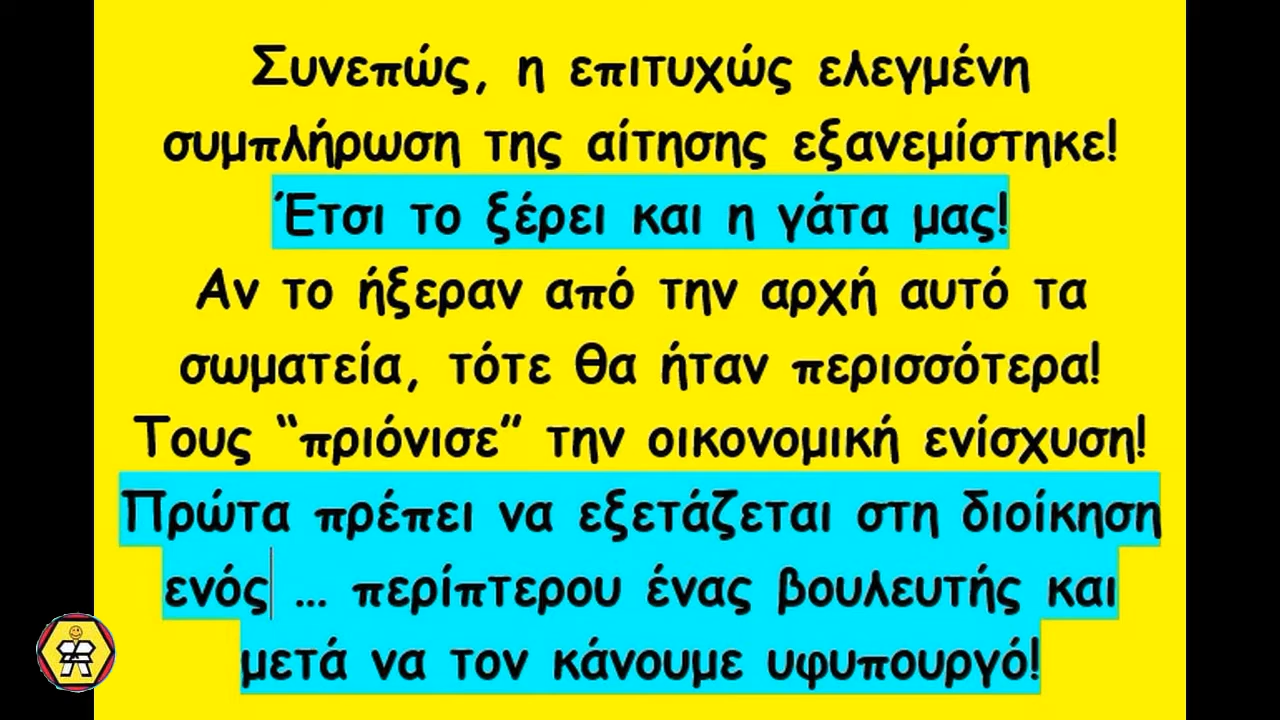 Συνεπώς, η επιτυχώς ελεγμένη
συμπλήρωση της αίτησης εξανεμίστηκε!
Έτσι το ξέρει και η γάτα μας!
Αν το ήξεραν από την αρχή αυτό τα
σωματεία, τότε θα ήταν περισσότερα!
Τους “πριόνισε” την οικονομική ενίσχυση!
Πρώτα πρέπει να εξετάζεται στη διοίκηση
ενός ... περίπτερου ένας βουλευτής και
μετά να τον κάνουμε υφυπουργό!